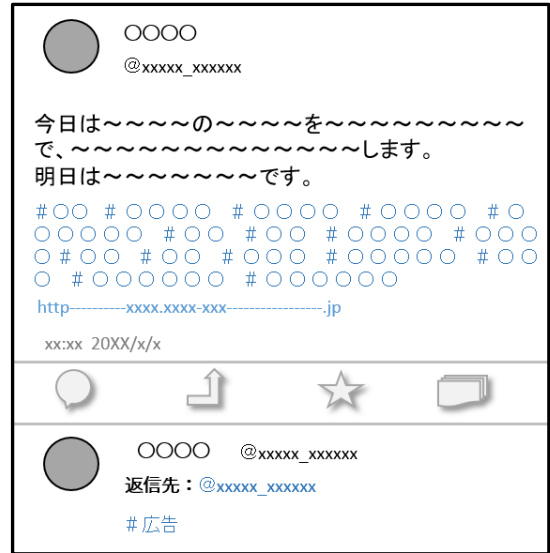 〇〇〇〇
@xxxxx_xxxxxx
今日は～～～～の～～～～を～～～～～～～～～
で、～～～～～～～～～～～～～します。
明日は～～～～～～～です。
#〇〇 #〇〇〇〇 #〇〇〇〇 #〇〇〇〇 #〇
〇〇〇〇〇 #〇〇 #〇〇 #〇〇〇〇 #〇〇〇
〇#〇〇 #〇〇 #〇〇〇 #〇〇〇〇〇 #〇〇
〇 #〇〇〇〇〇〇 #〇〇〇〇〇〇
http----------xxxx.xxxx-xxx-----------------.jp
xx:xx 20XX/x/x
〇〇〇〇 @xxxxx_xxxxxx
返信先：@xxxxx_xxxxxx
#広告